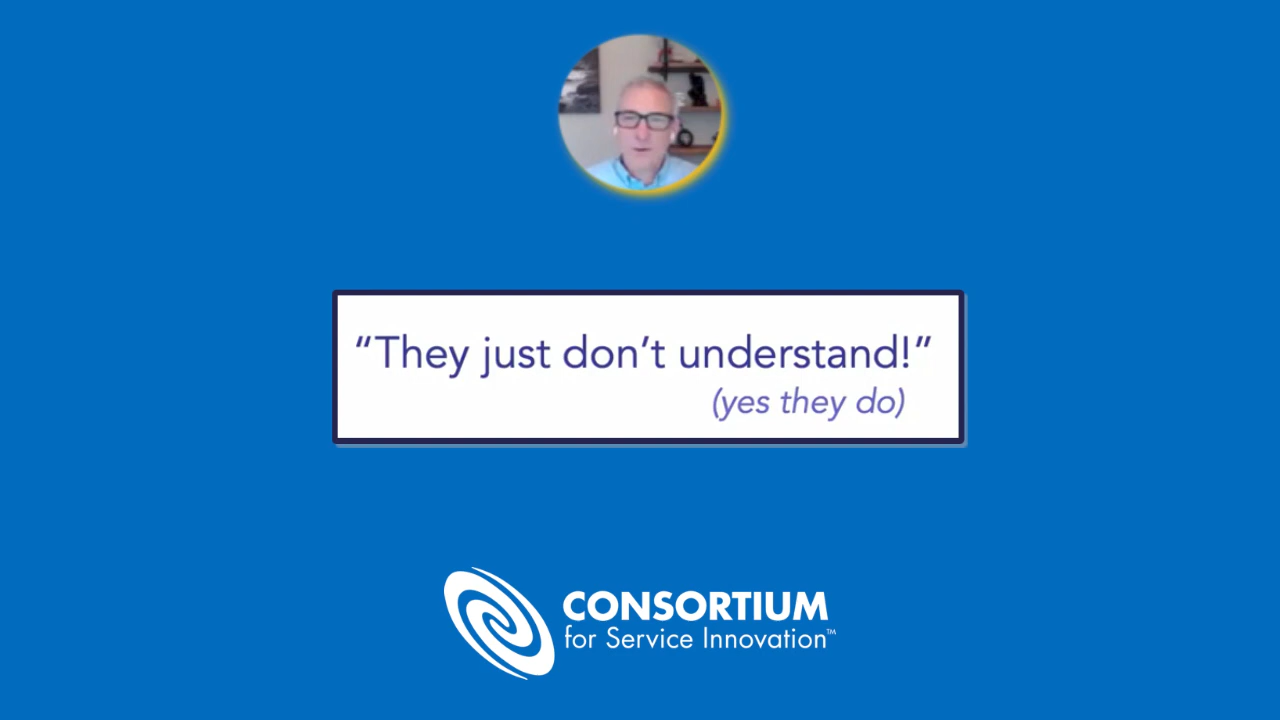 “They just don’t understand!”
(yes they do)
CONSORTIUM
for Service Innovation™